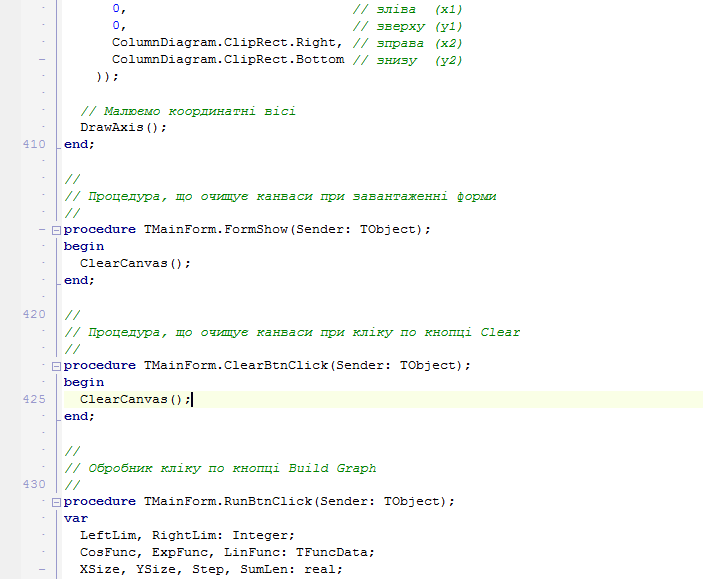 0,                            // зліва  (x1)
0,                            // зверху (y1)
ColumnDiagram.ClipRect.Right, // зправа (x2)
ColumnDiagram.ClipRect.Bottom // знизу  (y2)
));
// Малюємо координатні вісі
DrawAxis();
410 end;
//
// Процедура, що очищує канваси при завантаженні форми
//
procedure TMainForm.FormShow(Sender: TObject);
begin
ClearCanvas();
end;
420 //
// Процедура, що очищує канваси при кліку по кнопці Clear
//
procedure TMainForm.ClearBtnClick(Sender: TObject);
begin
425 ClearCanvas();
end;
//
// Обробник кліку по кнопці Build Graph
430 //
procedure TMainForm.RunBtnClick(Sender: TObject);
var
LeftLim, RightLim: Integer;
CosFunc, ExpFunc, LinFunc: TFuncData;
XSize, YSize, Step, SumLen: real;